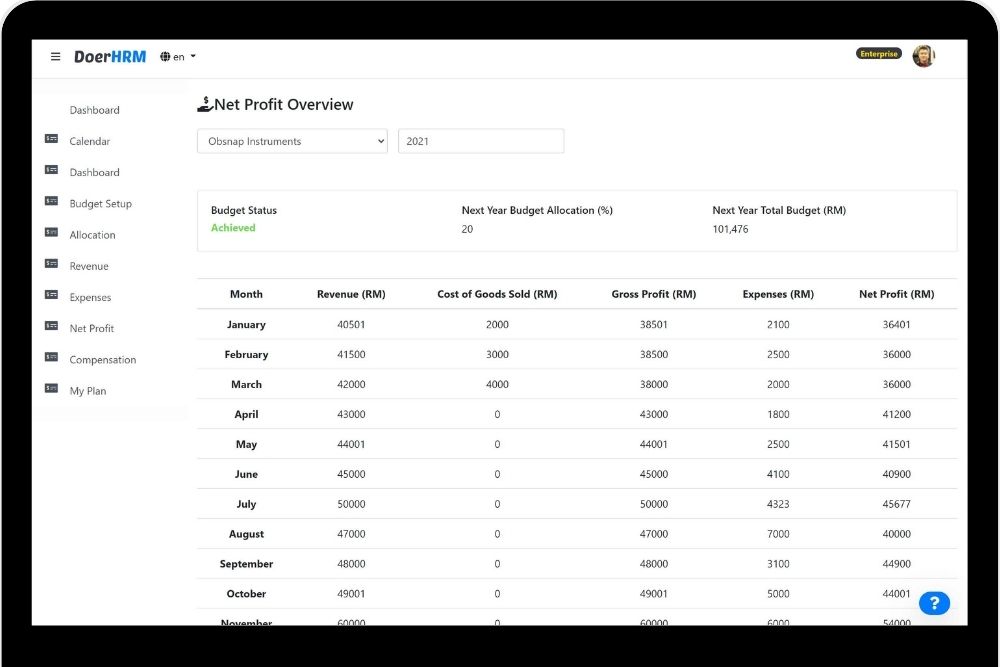 DoerHRM en Enterprise
Dashboard
Calendar
Dashboard
Budget Setup
Allocation
Revenue
Expenses
Net Profit
Compensation
My Plan
Net Profit Overview
Obsnap Instruments 2021
Budget Status Next Year Budget Allocation (%) Next Year Total Budget (RM)
Achieved 20 101,476
Month Revenue (RM) Cost of Goods Sold (RM) Gross Profit (RM) Expenses (RM) Net Profit (RM)
January 40501 2000 38501 2100 36401
February 41500 3000 38500 2500 36000
March 42000 4000 38000 2000 36000
April 43000 0 43000 1800 41200
May 44001 0 44001 2500 41501
June 45000 0 45000 4100 40900
July 50000 0 50000 4323 45677
August 47000 0 47000 7000 40000
September 48000 0 48000 3100 44900
October 49001 0 49001 5000 44001
November 60000 0 60000 6000 54000
?